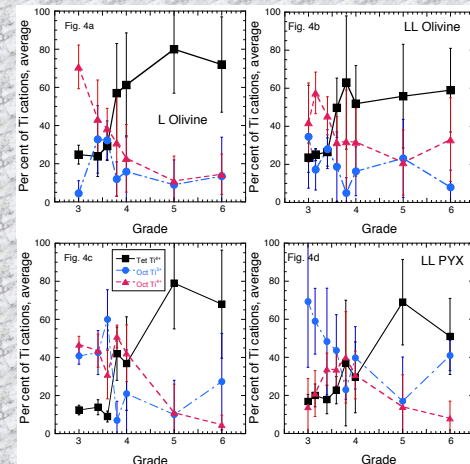 Fig. 4a
L Olivine
Per cent of Ti cations, average
100
80
60
40
20
0
3
4
5
6
Grade
Fig. 4b
LL Olivine
Per cent of Ti cations, average
100
80
60
40
20
0
3
4
5
6
Grade
Fig. 4c
Tet Ti⁴⁺
Oct Ti³⁺
Oct Ti⁴⁺
Per cent of Ti cations, average
100
80
60
40
20
0
3
4
5
6
Grade
Fig. 4d
LL PYX
Per cent of Ti cations, average
100
80
60
40
20
0
3
4
5
6
Grade